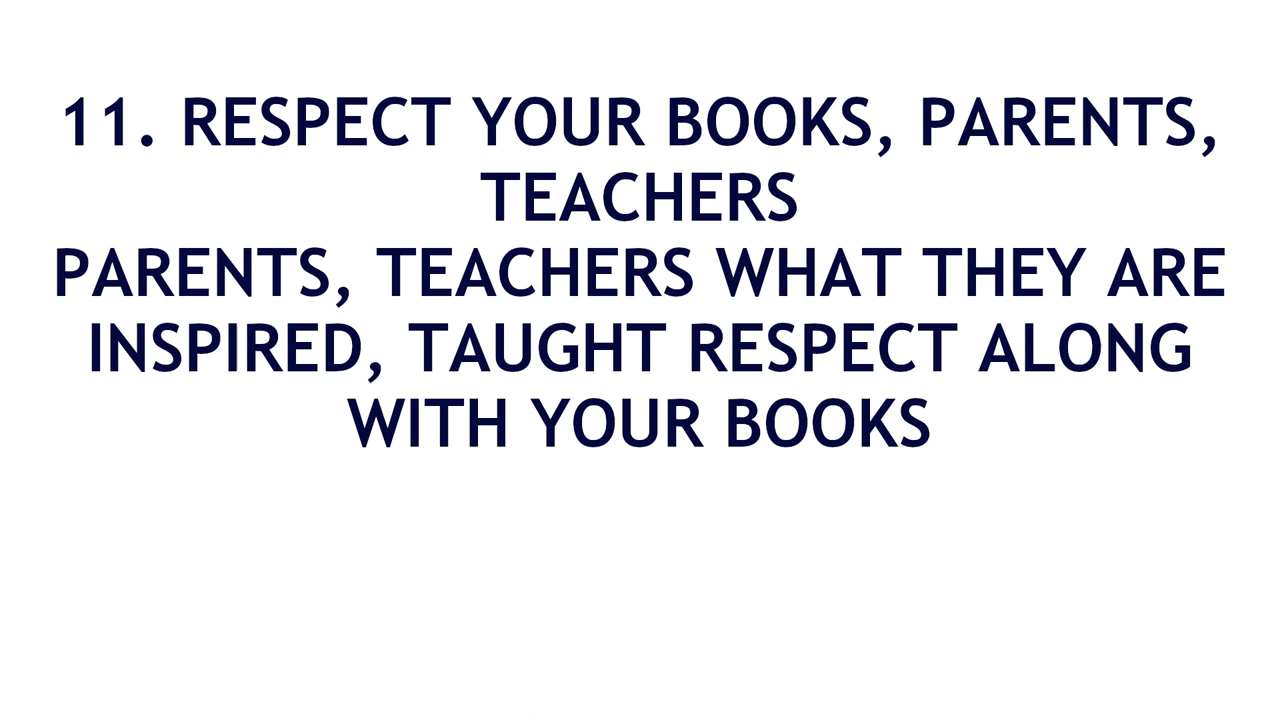 11. RESPECT YOUR BOOKS, PARENTS,
TEACHERS
PARENTS, TEACHERS WHAT THEY ARE
INSPIRED, TAUGHT RESPECT ALONG
WITH YOUR BOOKS